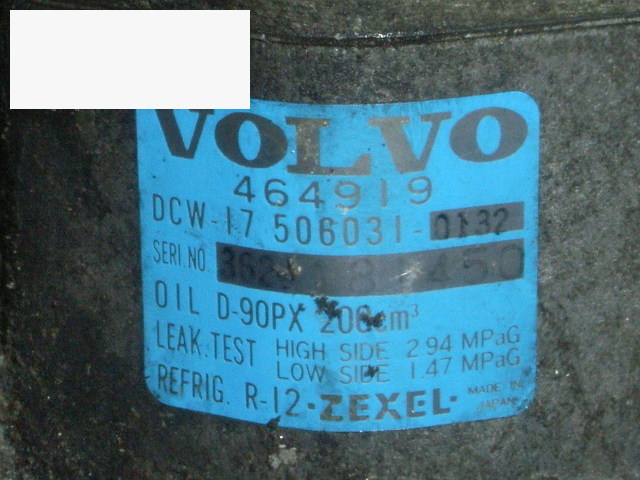 VOLVO
464919
DCW-17 506031-0132
SERI.NO.
OIL D-90PX 200cm³
LEAK.TEST HIGH SIDE 2.94 MPaG
LOW SIDE 1.47 MPaG
REFRIG. R-12 · ZEXEL · MADE IN
JAPAN